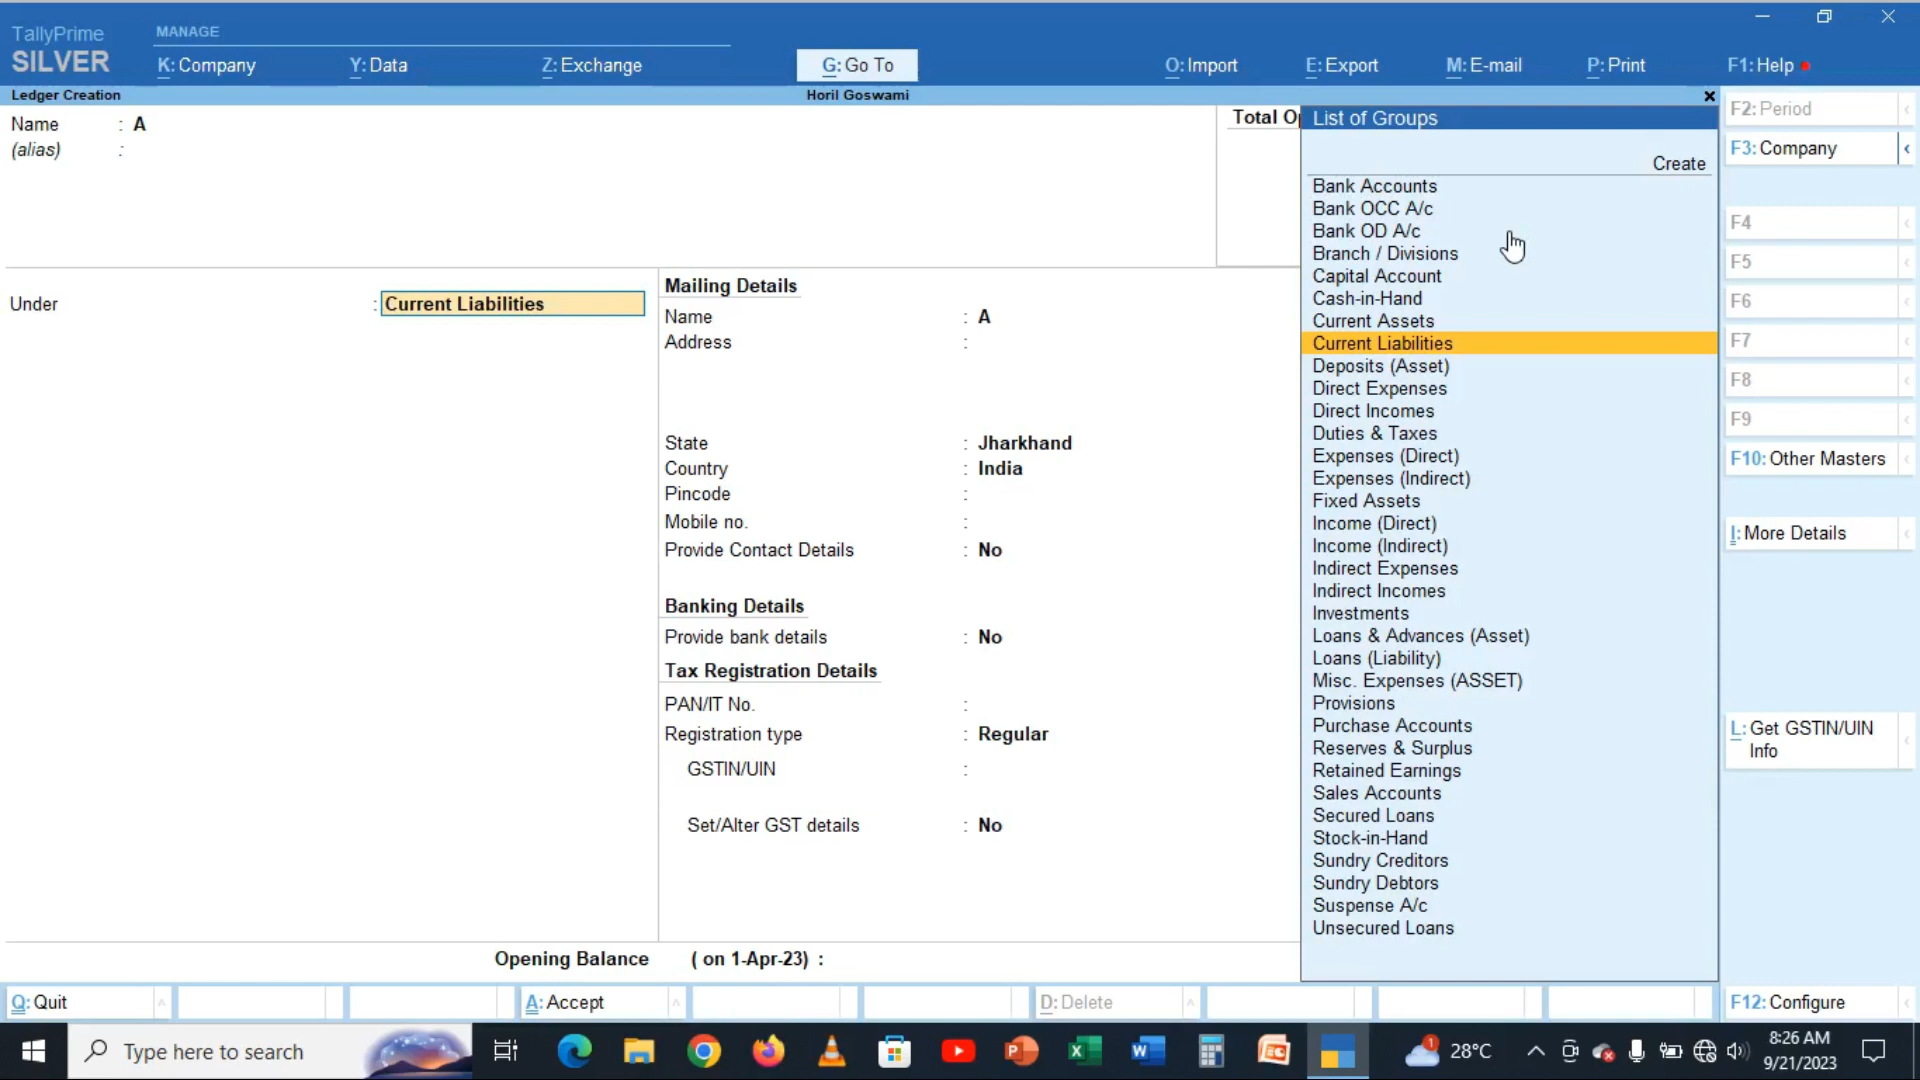 TallyPrime
SILVER
MANAGE
K: Company
Y: Data
Z: Exchange
G: Go To
O: Import
E: Export
M: E-mail
P: Print
F1: Help
Ledger Creation
Horil Goswami
Name : A
(alias) :
Total Op
Under : Current Liabilities
Mailing Details
Name : A
Address :
State : Jharkhand
Country : India
Pincode :
Mobile no. :
Provide Contact Details : No
Banking Details
Provide bank details : No
Tax Registration Details
PAN/IT No. :
Registration type : Regular
GSTIN/UIN :
Set/Alter GST details : No
Opening Balance ( on 1-Apr-23) :
List of Groups
Create
Bank Accounts
Bank OCC A/c
Bank OD A/c
Branch / Divisions
Capital Account
Cash-in-Hand
Current Assets
Current Liabilities
Deposits (Asset)
Direct Expenses
Direct Incomes
Duties & Taxes
Expenses (Direct)
Expenses (Indirect)
Fixed Assets
Income (Direct)
Income (Indirect)
Indirect Expenses
Indirect Incomes
Investments
Loans & Advances (Asset)
Loans (Liability)
Misc. Expenses (ASSET)
Provisions
Purchase Accounts
Reserves & Surplus
Retained Earnings
Sales Accounts
Secured Loans
Stock-in-Hand
Sundry Creditors
Sundry Debtors
Suspense A/c
Unsecured Loans
F2: Period
F3: Company
F4
F5
F6
F7
F8
F9
F10: Other Masters
I: More Details
L: Get GSTIN/UIN
Info
F12: Configure
Q: Quit
A: Accept
D: Delete
Type here to search
28°C
8:26 AM
9/21/2023